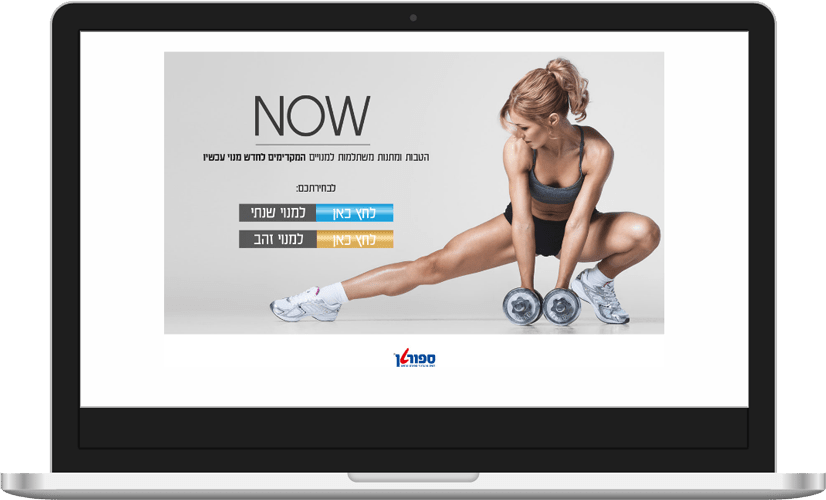 NOW
הטבות ומתנות משתלמות למנויים המקדימים לחדש מנוי עכשיו
לבחירתכם:
למנוי שנתי לחץ כאן
למנוי זהב לחץ כאן
ספורטן